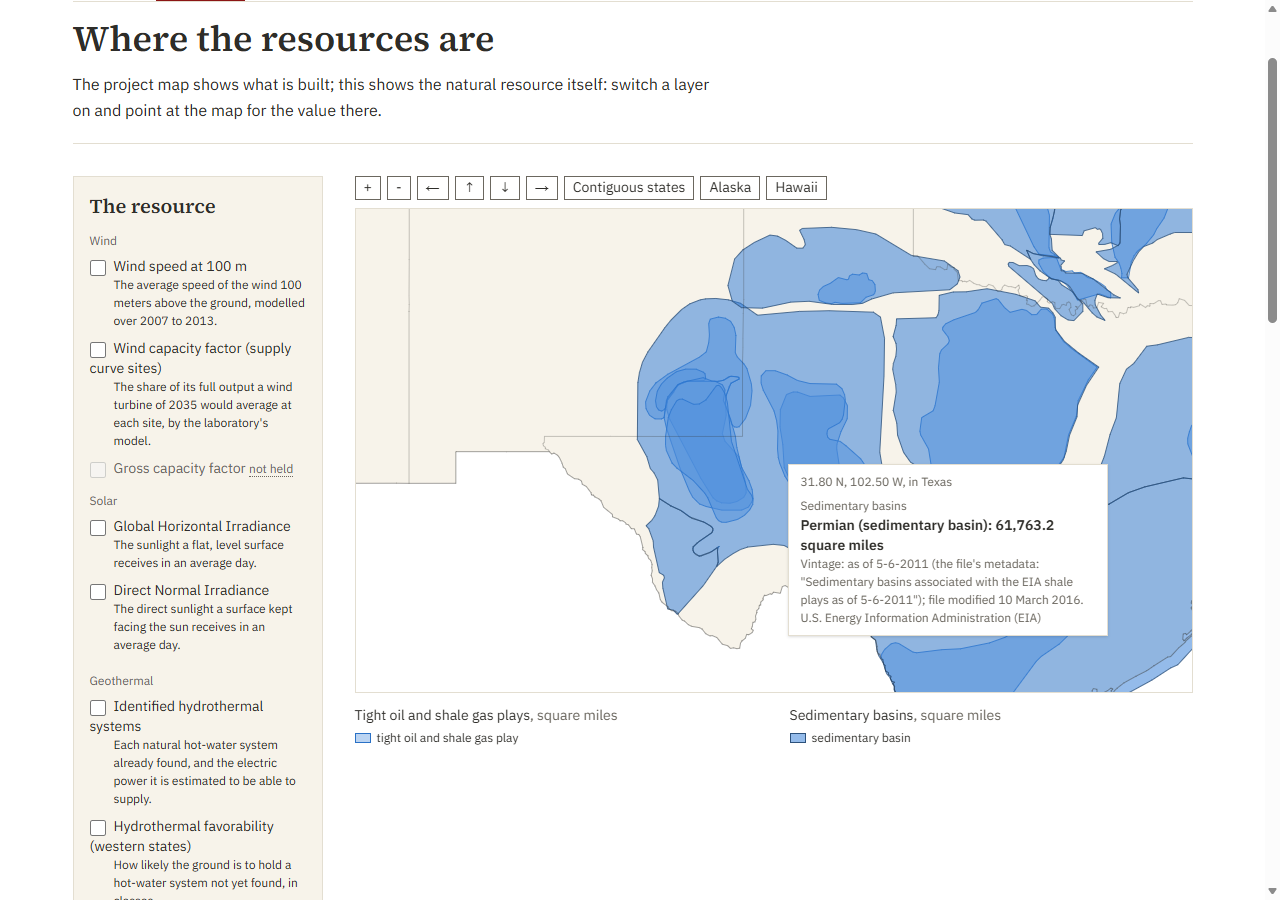 Where the resources are
The project map shows what is built; this shows the natural resource itself: switch a layer
on and point at the map for the value there.
The resource
Wind
Wind speed at 100 m
The average speed of the wind 100
meters above the ground, modelled
over 2007 to 2013.
Wind capacity factor (supply
curve sites)
The share of its full output a wind
turbine of 2035 would average at
each site, by the laboratory's
model.
Gross capacity factor not held
Solar
Global Horizontal Irradiance
The sunlight a flat, level surface
receives in an average day.
Direct Normal Irradiance
The direct sunlight a surface kept
facing the sun receives in an
average day.
Geothermal
Identified hydrothermal
systems
Each natural hot-water system
already found, and the electric
power it is estimated to be able to
supply.
Hydrothermal favorability
(western states)
How likely the ground is to hold a
hot-water system not yet found, in
+ - ← ↑ ↓ → Contiguous states Alaska Hawaii
31.80 N, 102.50 W, in Texas
Sedimentary basins
Permian (sedimentary basin): 61,763.2
square miles
Vintage: as of 5-6-2011 (the file's metadata:
"Sedimentary basins associated with the EIA shale
plays as of 5-6-2011"); file modified 10 March 2016.
U.S. Energy Information Administration (EIA)
Tight oil and shale gas plays, square miles
tight oil and shale gas play
Sedimentary basins, square miles
sedimentary basin